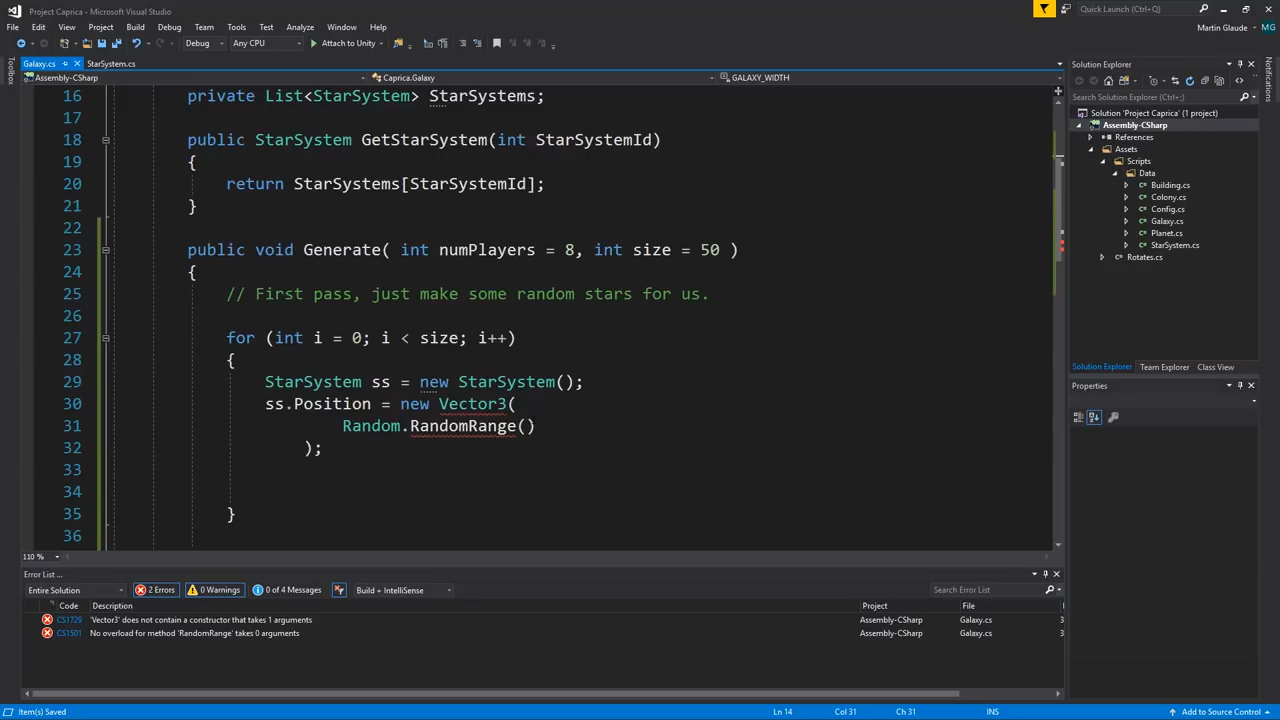 Project Caprica - Microsoft Visual Studio
Quick Launch (Ctrl+Q)
File Edit View Project Build Debug Team Tools Test Analyze Window Help
Martin Glaude MG
Debug Any CPU Attach to Unity
Toolbox
Galaxy.cs StarSystem.cs
Assembly-CSharp Caprica.Galaxy GALAXY_WIDTH
16 private List<StarSystem> StarSystems;
17
18 public StarSystem GetStarSystem(int StarSystemId)
19 {
20 return StarSystems[StarSystemId];
21 }
22
23 public void Generate( int numPlayers = 8, int size = 50 )
24 {
25 // First pass, just make some random stars for us.
26
27 for (int i = 0; i < size; i++)
28 {
29 StarSystem ss = new StarSystem();
30 ss.Position = new Vector3(
31 Random.RandomRange()
32 );
33
34
35 }
36
110 %
Error List ...
Entire Solution 2 Errors 0 Warnings 0 of 4 Messages Build + IntelliSense Search Error List
Code Description Project File
CS1729 'Vector3' does not contain a constructor that takes 1 arguments Assembly-CSharp Galaxy.cs 3
CS1501 No overload for method 'RandomRange' takes 0 arguments Assembly-CSharp Galaxy.cs 3
Solution Explorer
Search Solution Explorer (Ctrl+;)
Solution 'Project Caprica' (1 project)
Assembly-CSharp
References
Assets
Scripts
Data
Building.cs
Colony.cs
Config.cs
Galaxy.cs
Planet.cs
StarSystem.cs
Rotates.cs
Solution Explorer Team Explorer Class View
Properties
Notifications
Item(s) Saved Ln 14 Col 31 Ch 31 INS Add to Source Control